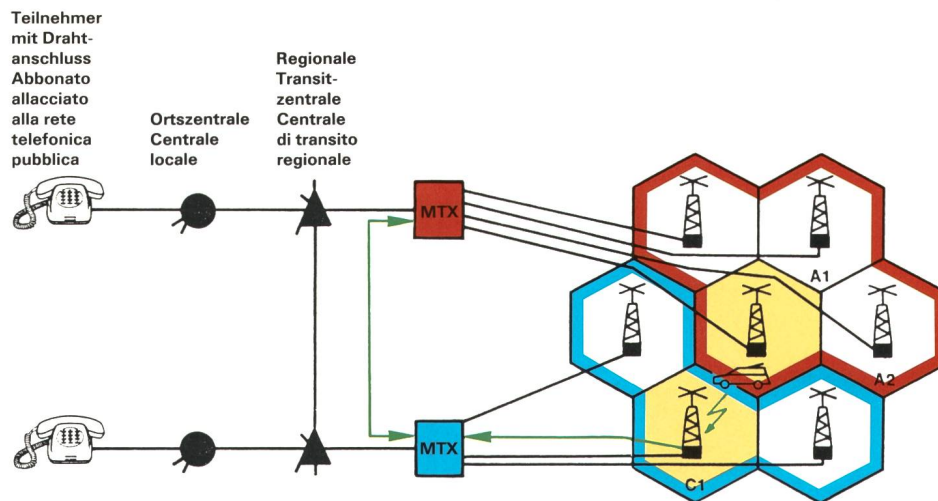 Teilnehmer
mit Draht-
anschluss
Abbonato
allacciato
alla rete
telefonica
pubblica
Ortszentrale
Centrale
locale
Regionale
Transit-
zentrale
Centrale
di transito
regionale
MTX
A1
A2
MTX
C1